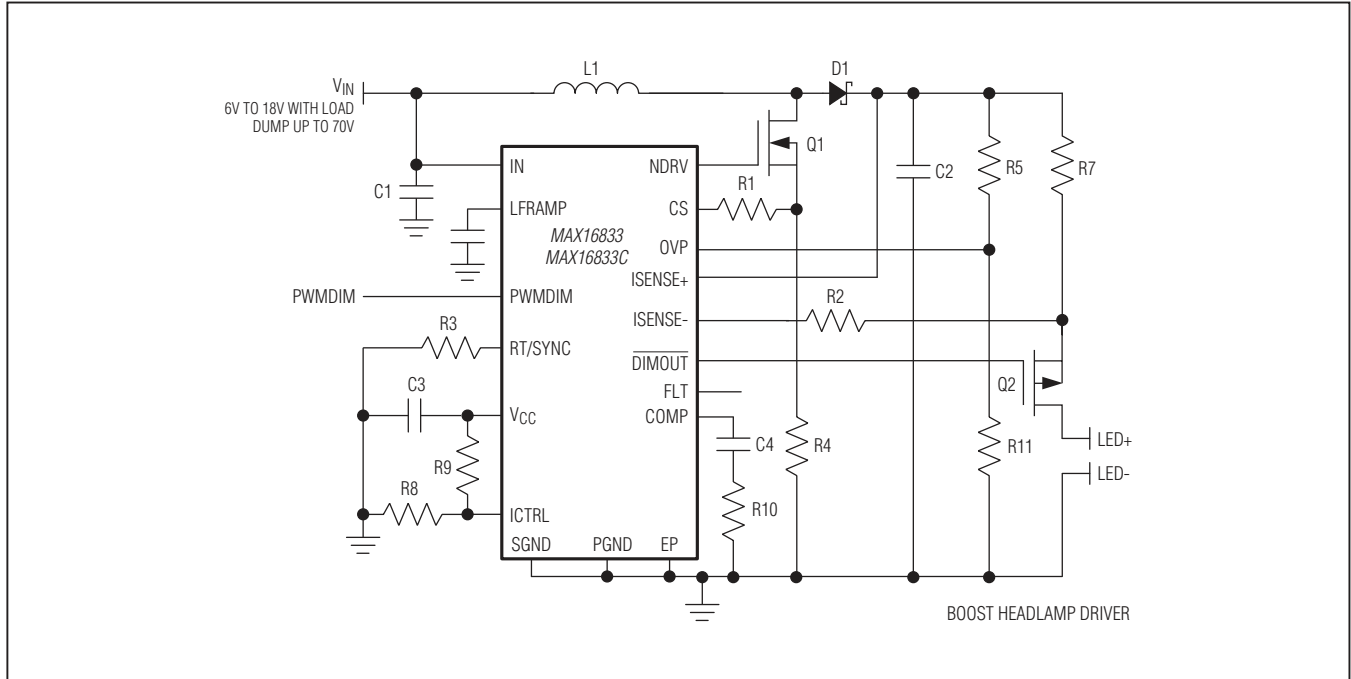 L1
D1
VIN
6V TO 18V WITH LOAD
DUMP UP TO 70V
Q1
IN
NDRV
C1
R1
C2
R5
R7
LFRAMP
CS
MAX16833
MAX16833C
OVP
ISENSE+
PWMDIM
PWMDIM
ISENSE-
R2
R3
RT/SYNC
DIMOUT
Q2
C3
FLT
VCC
COMP
LED+
C4
R4
R11
R9
LED-
R8
R10
ICTRL
SGND
PGND
EP
BOOST HEADLAMP DRIVER